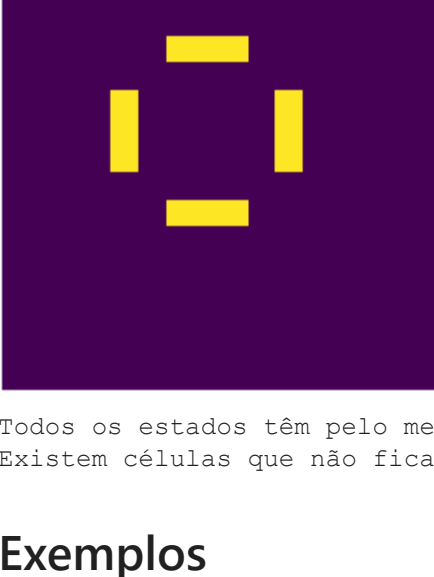 Todos os estados têm pelo me
Existem células que não fica
Exemplos